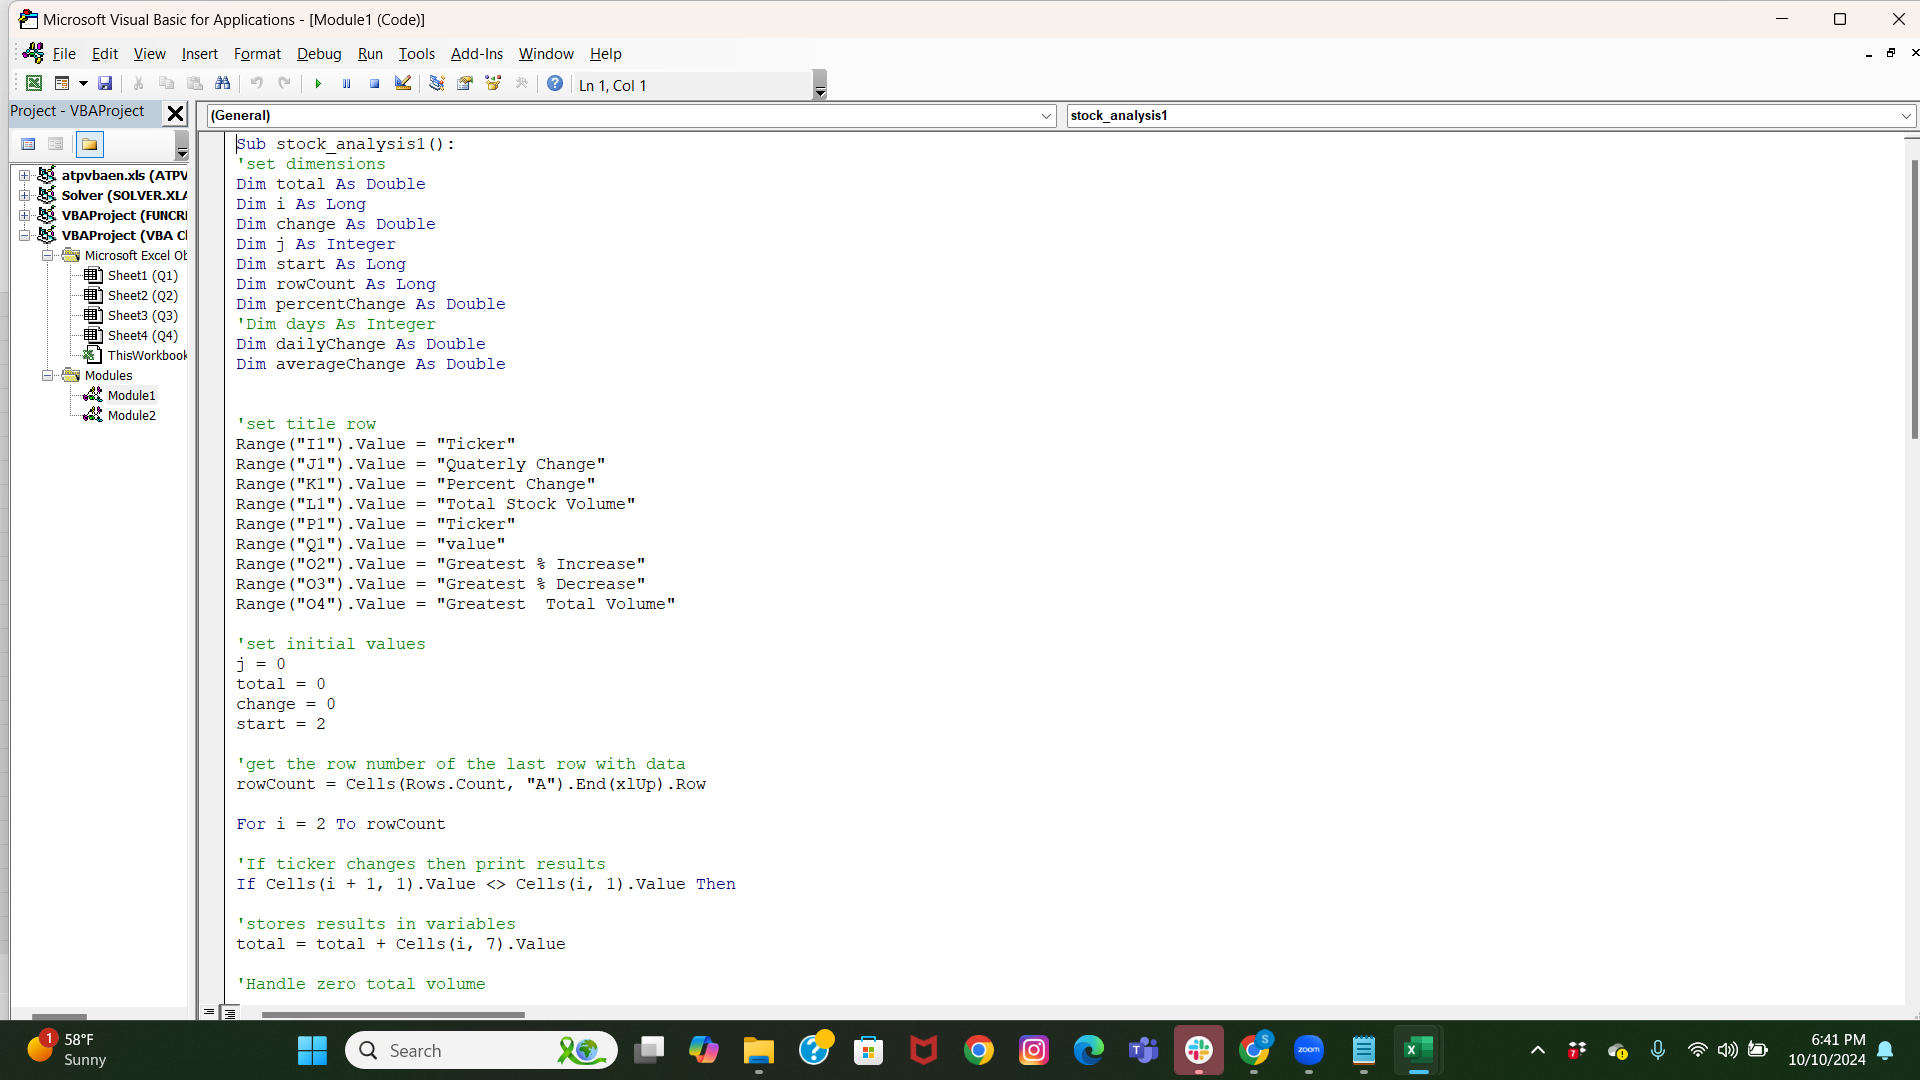 Microsoft Visual Basic for Applications - [Module1 (Code)]
File Edit View Insert Format Debug Run Tools Add-Ins Window Help
Ln 1, Col 1
Project - VBAProject
(General)
stock_analysis1
atpvbaen.xls (ATPV
Solver (SOLVER.XLA
VBAProject (FUNCRE
VBAProject (VBA Cl
Microsoft Excel Ob
Sheet1 (Q1)
Sheet2 (Q2)
Sheet3 (Q3)
Sheet4 (Q4)
ThisWorkbook
Modules
Module1
Module2
Sub stock_analysis1():
'set dimensions
Dim total As Double
Dim i As Long
Dim change As Double
Dim j As Integer
Dim start As Long
Dim rowCount As Long
Dim percentChange As Double
'Dim days As Integer
Dim dailyChange As Double
Dim averageChange As Double
'set title row
Range("I1").Value = "Ticker"
Range("J1").Value = "Quaterly Change"
Range("K1").Value = "Percent Change"
Range("L1").Value = "Total Stock Volume"
Range("P1").Value = "Ticker"
Range("Q1").Value = "value"
Range("O2").Value = "Greatest % Increase"
Range("O3").Value = "Greatest % Decrease"
Range("O4").Value = "Greatest  Total Volume"
'set initial values
j = 0
total = 0
change = 0
start = 2
'get the row number of the last row with data
rowCount = Cells(Rows.Count, "A").End(xlUp).Row
For i = 2 To rowCount
'If ticker changes then print results
If Cells(i + 1, 1).Value <> Cells(i, 1).Value Then
'stores results in variables
total = total + Cells(i, 7).Value
'Handle zero total volume
1
58°F
Sunny
Search
S
zoom
7
6:41 PM
10/10/2024